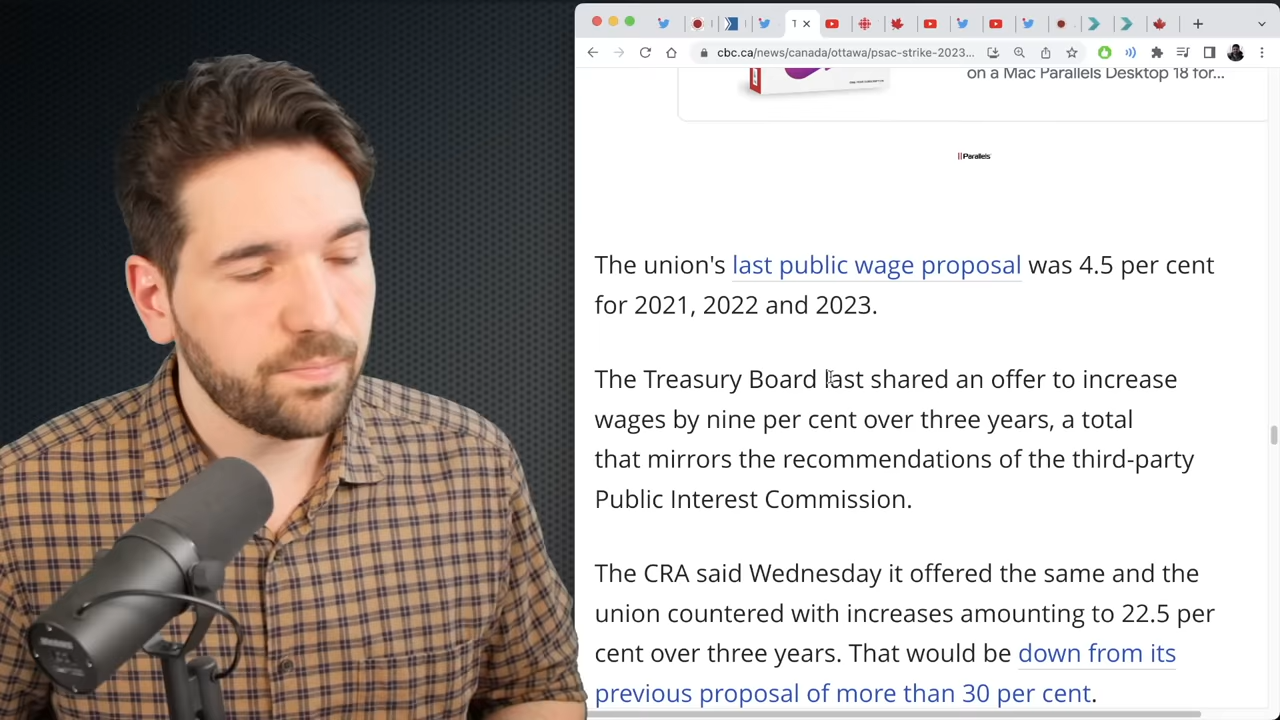 T
cbc.ca/news/canada/ottawa/psac-strike-2023...
on a Mac Parallels Desktop 18 for...
Parallels
The union's last public wage proposal was 4.5 per cent
for 2021, 2022 and 2023.
The Treasury Board last shared an offer to increase
wages by nine per cent over three years, a total
that mirrors the recommendations of the third-party
Public Interest Commission.
The CRA said Wednesday it offered the same and the
union countered with increases amounting to 22.5 per
cent over three years. That would be down from its
previous proposal of more than 30 per cent.